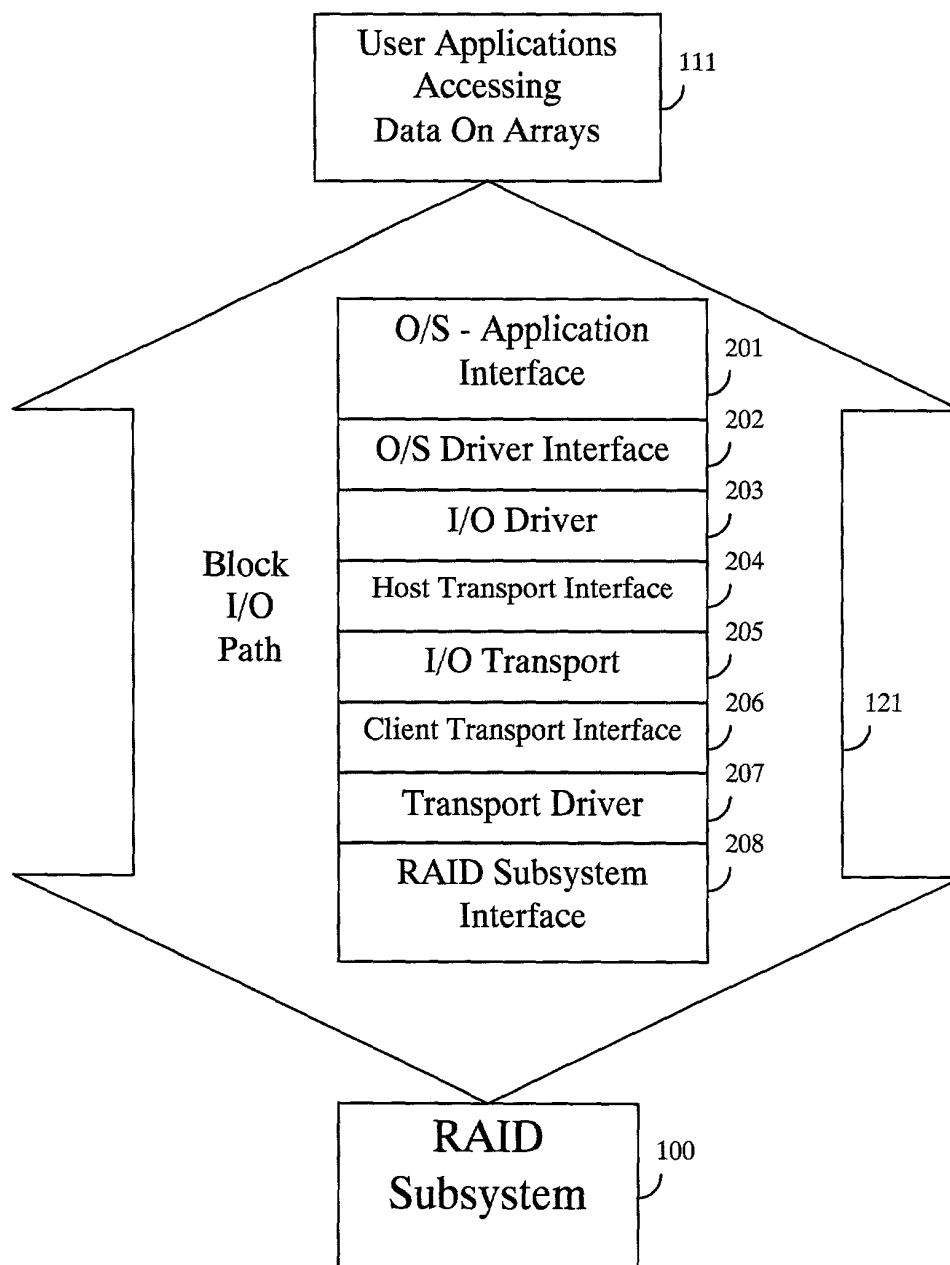 User Applications
Accessing
Data On Arrays
111
O/S - Application
Interface
201
202
O/S Driver Interface
203
I/O Driver
204
Host Transport Interface
205
I/O Transport
206
Client Transport Interface
207
Transport Driver
208
RAID Subsystem
Interface
Block
I/O
Path
121
RAID
Subsystem
100